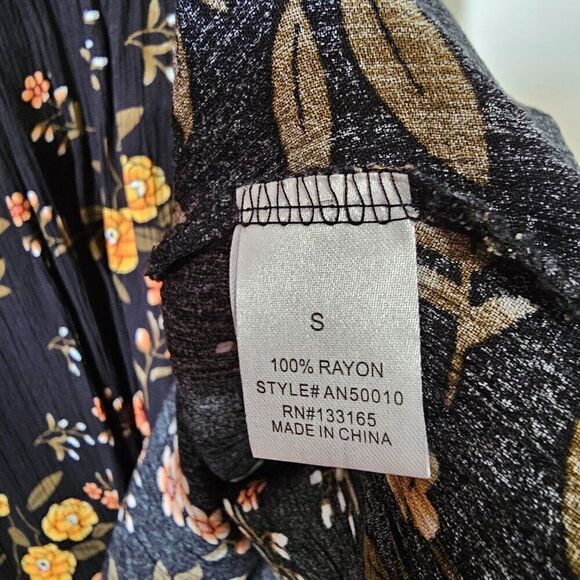 S
100% RAYON
STYLE# AN50010
RN#133165
MADE IN CHINA